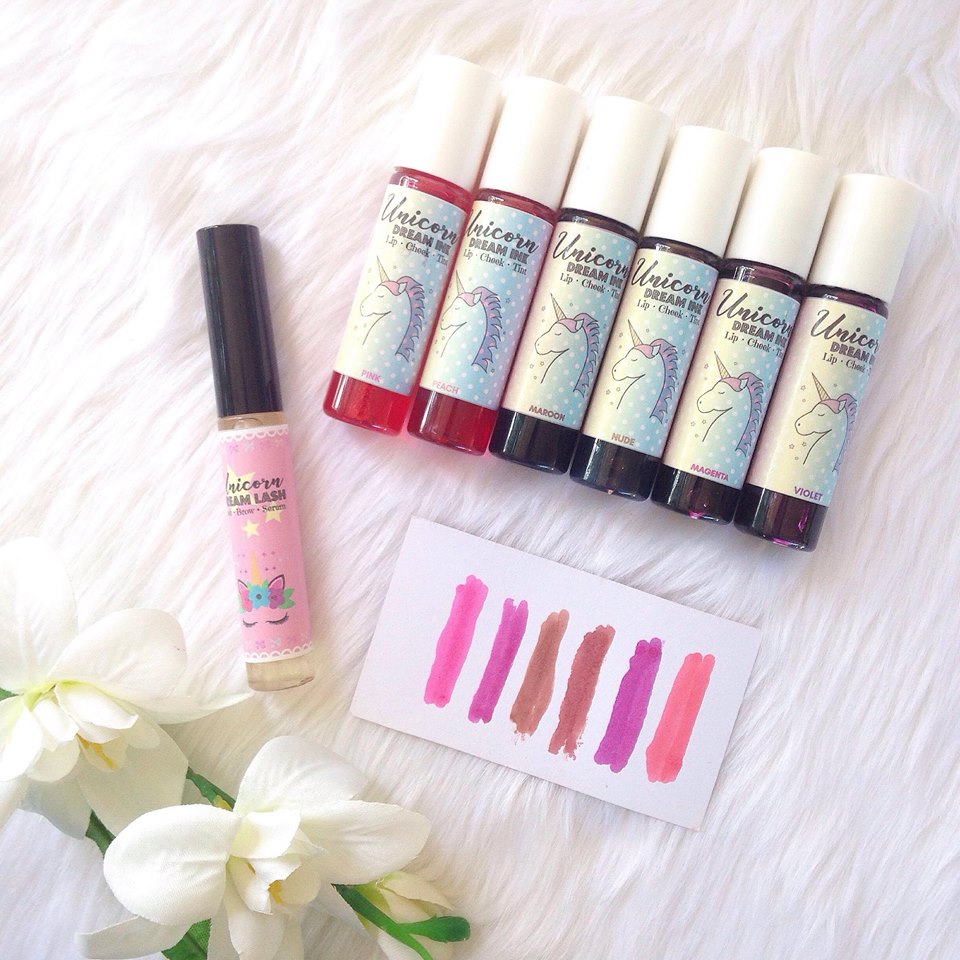 Unicorn
DREAM INK
Lip • Cheek • Tint
PINK
Unicorn
DREAM INK
Lip • Cheek • Tint
PEACH
Unicorn
DREAM INK
Lip • Cheek • Tint
MAROON
Unicorn
DREAM INK
Lip • Cheek • Tint
NUDE
Unicorn
DREAM INK
Lip • Cheek • Tint
MAGENTA
Unicorn
DREAM INK
Lip • Cheek •
VIOLET
Unicorn
DREAM LASH
Brow • Serum